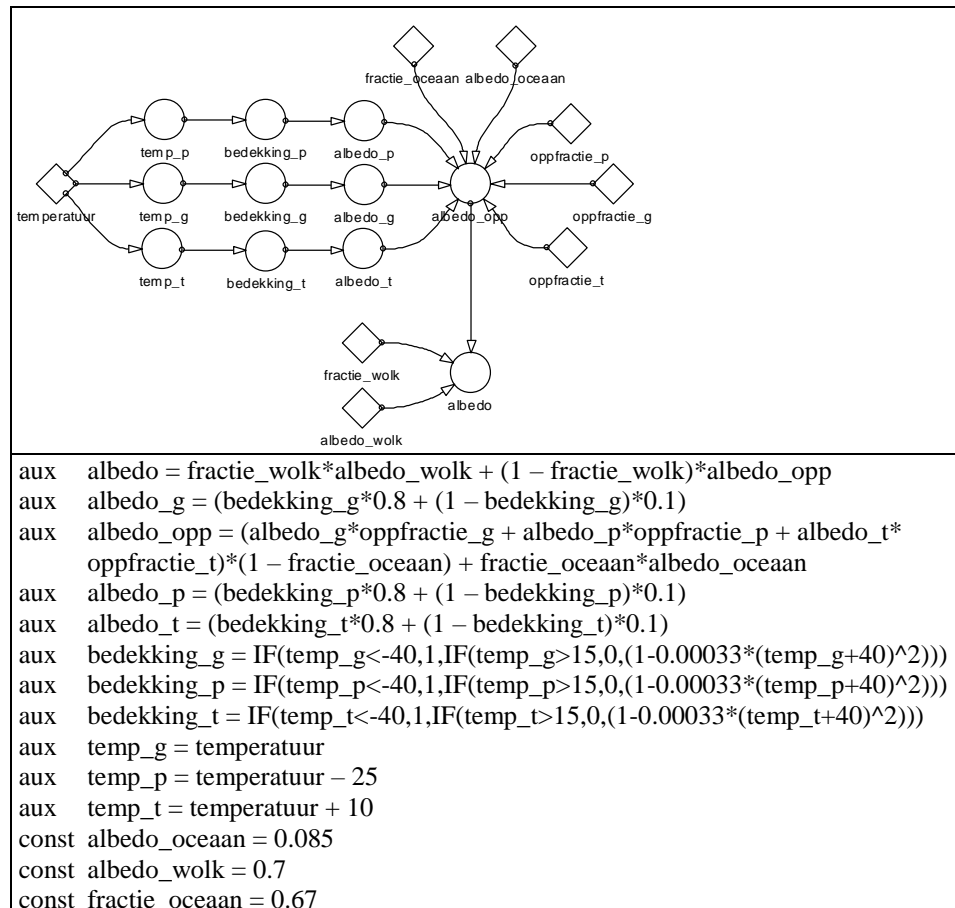 fractie_oceaan albedo_oceaan
temp_p bedekking_p albedo_p oppfractie_p
temperatuur temp_g bedekking_g albedo_g albedo_opp oppfractie_g
temp_t bedekking_t albedo_t oppfractie_t
fractie_wolk
albedo
albedo_wolk
aux albedo = fractie_wolk*albedo_wolk + (1 – fractie_wolk)*albedo_opp
aux albedo_g = (bedekking_g*0.8 + (1 – bedekking_g)*0.1)
aux albedo_opp = (albedo_g*oppfractie_g + albedo_p*oppfractie_p + albedo_t*
oppfractie_t)*(1 – fractie_oceaan) + fractie_oceaan*albedo_oceaan
aux albedo_p = (bedekking_p*0.8 + (1 – bedekking_p)*0.1)
aux albedo_t = (bedekking_t*0.8 + (1 – bedekking_t)*0.1)
aux bedekking_g = IF(temp_g<-40,1,IF(temp_g>15,0,(1-0.00033*(temp_g+40)^2)))
aux bedekking_p = IF(temp_p<-40,1,IF(temp_p>15,0,(1-0.00033*(temp_p+40)^2)))
aux bedekking_t = IF(temp_t<-40,1,IF(temp_t>15,0,(1-0.00033*(temp_t+40)^2)))
aux temp_g = temperatuur
aux temp_p = temperatuur – 25
aux temp_t = temperatuur + 10
const albedo_oceaan = 0.085
const albedo_wolk = 0.7
const fractie_oceaan = 0.67